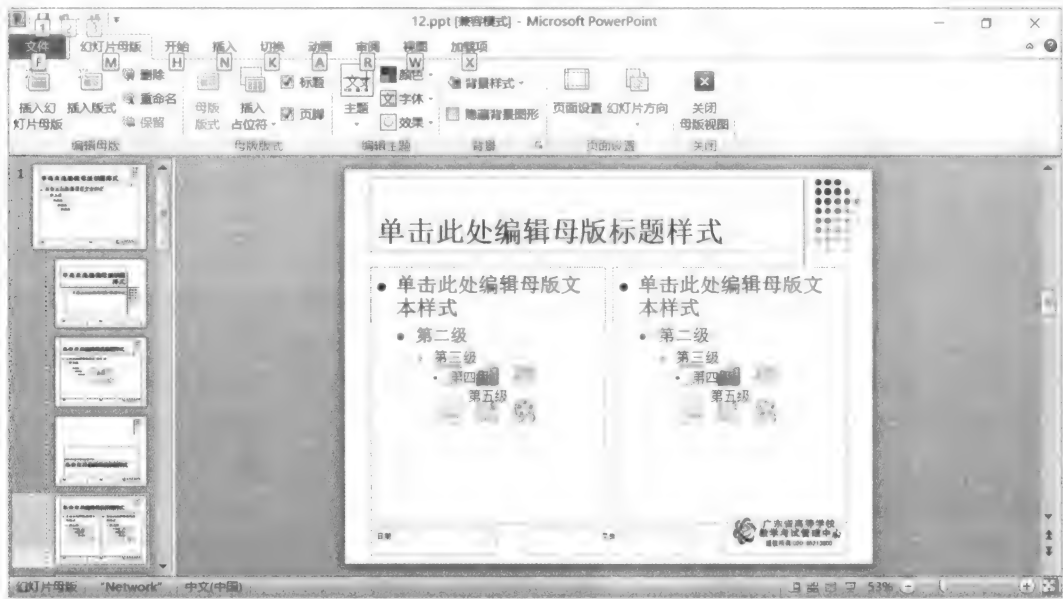 12.ppt [兼容模式] - Microsoft PowerPoint
1 2 3
文件 幻灯片母版 开始 插入 切换 动画 审阅 视图 加载项
F M H N K A R W X
插入幻灯片母版
插入版式
删除
重命名
保留
编辑母版
母版版式
插入占位符
标题
页脚
母版版式
主题
颜色
字体
效果
编辑主题
背景样式
隐藏背景图形
背景
页面设置 幻灯片方向
页面设置
关闭母版视图
关闭
1
单击此处编辑母版标题样式
单击此处编辑母版文
本样式
第二级
第三级
第五级
单击此处编辑母版文
本样式
第二级
第三级
第五级
日期
页脚
广东省高等学校
教学考试管理中心
幻灯片母版 "Network" 中文(中国)
53%